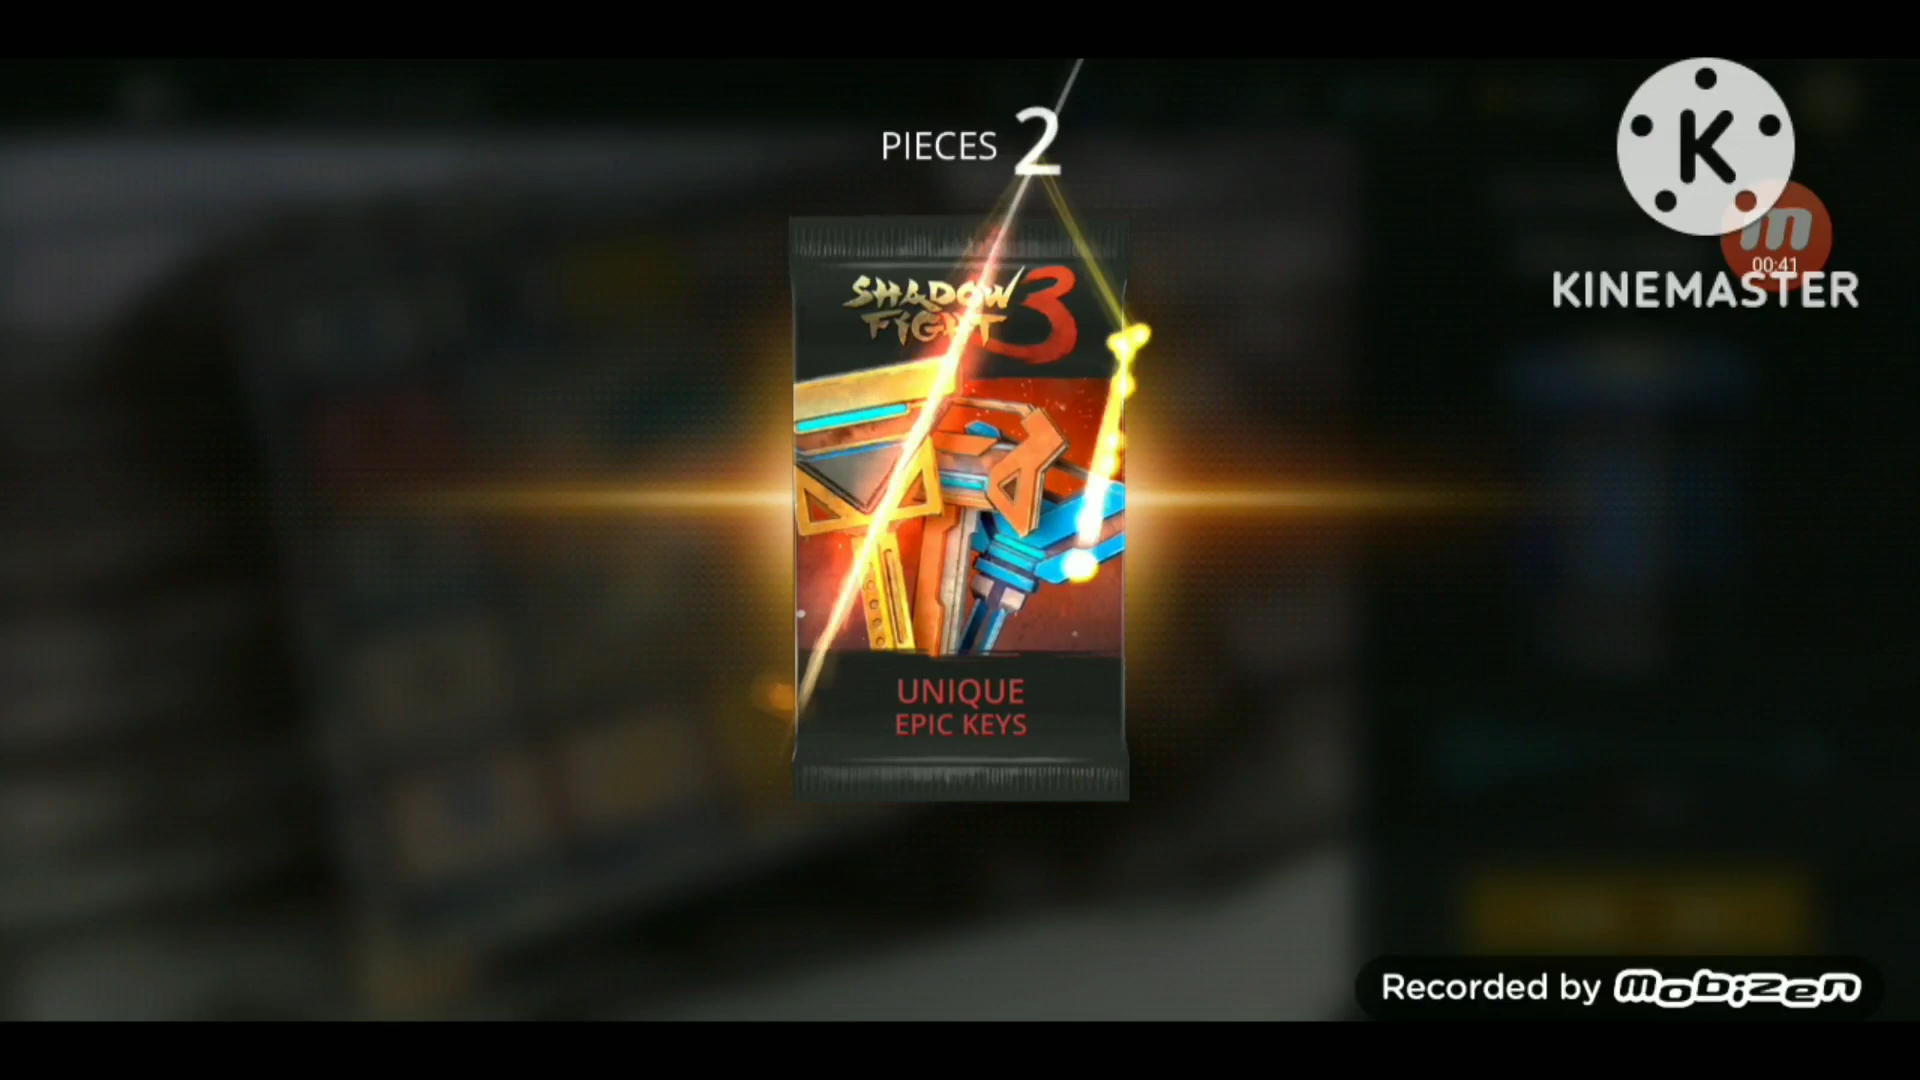 PIECES 2
SHADOW
FIGHT 3
UNIQUE
EPIC KEYS
K
m
00:41
KINEMASTER
Recorded by mobizen